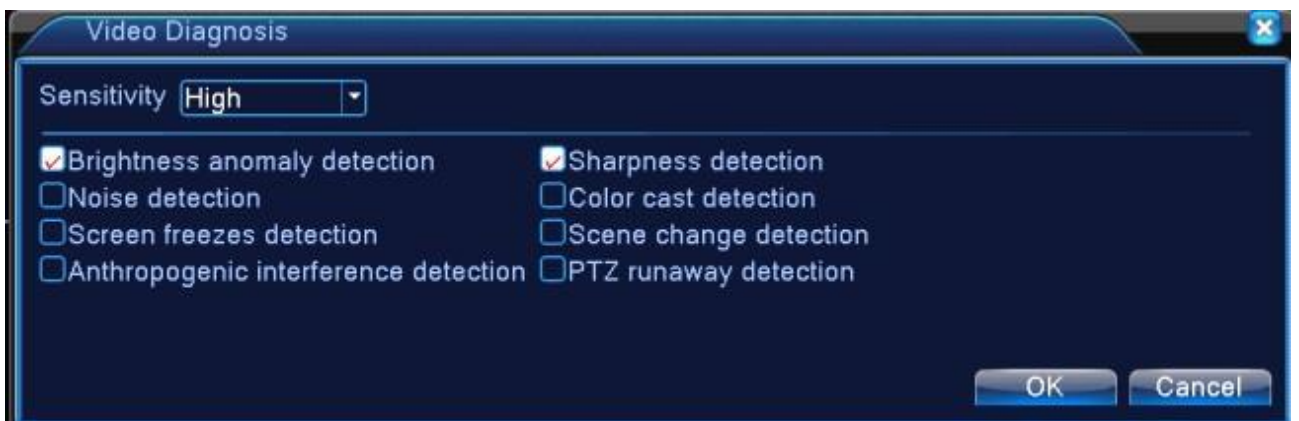 Video Diagnosis
Sensitivity High
Brightness anomaly detection Sharpness detection
Noise detection Color cast detection
Screen freezes detection Scene change detection
Anthropogenic interference detection PTZ runaway detection
OK Cancel